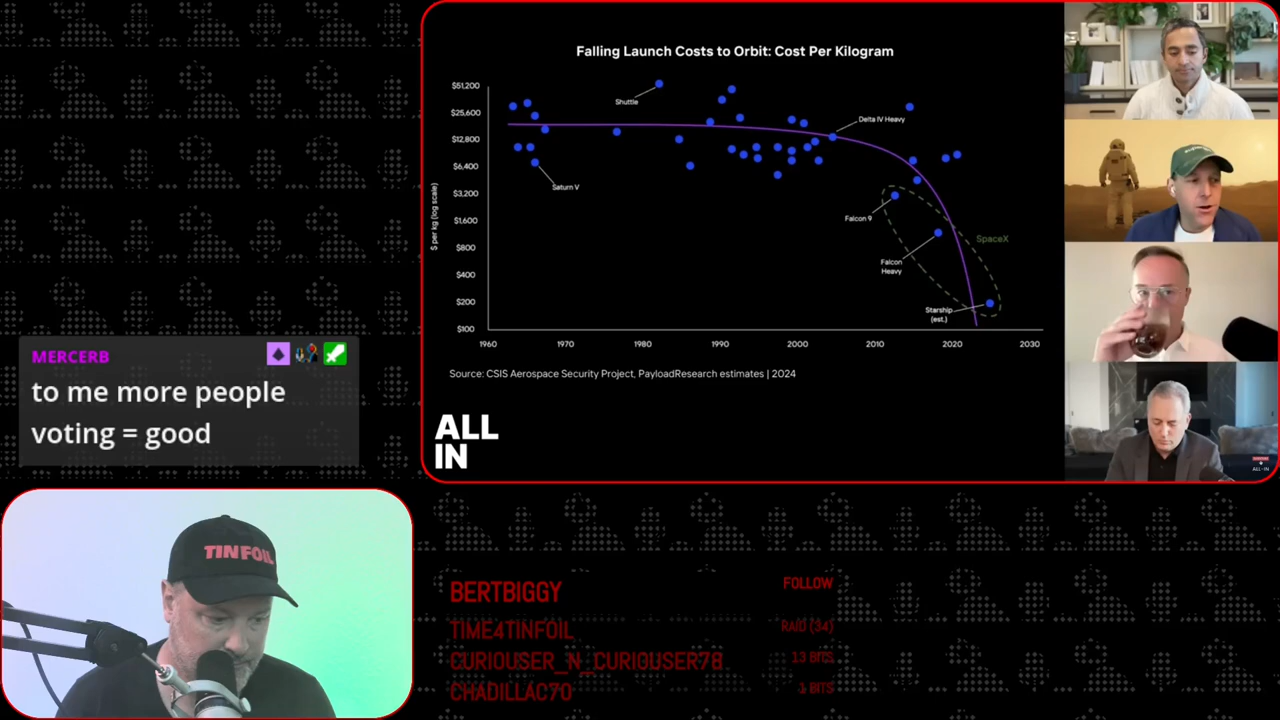 Falling Launch Costs to Orbit: Cost Per Kilogram
$ per kg (log scale)
$51,200
$25,600
$12,800
$6,400
$3,200
$1,600
$800
$400
$200
$100
Shuttle
Saturn V
Delta IV Heavy
Falcon 9
Falcon
Heavy
SpaceX
Starship
(est.)
1960
1970
1980
1990
2000
2010
2020
2030
Source: CSIS Aerospace Security Project, PayloadResearch estimates | 2024
ALL
IN
ALL-IN
MERCERB
to me more people
voting = good
TINFOIL
BERTBIGGY FOLLOW
TIME4TINFOIL RAID (34)
CURIOUSER_N_CURIOUSER78 13 BITS
CHADILLAC70 1 BITS